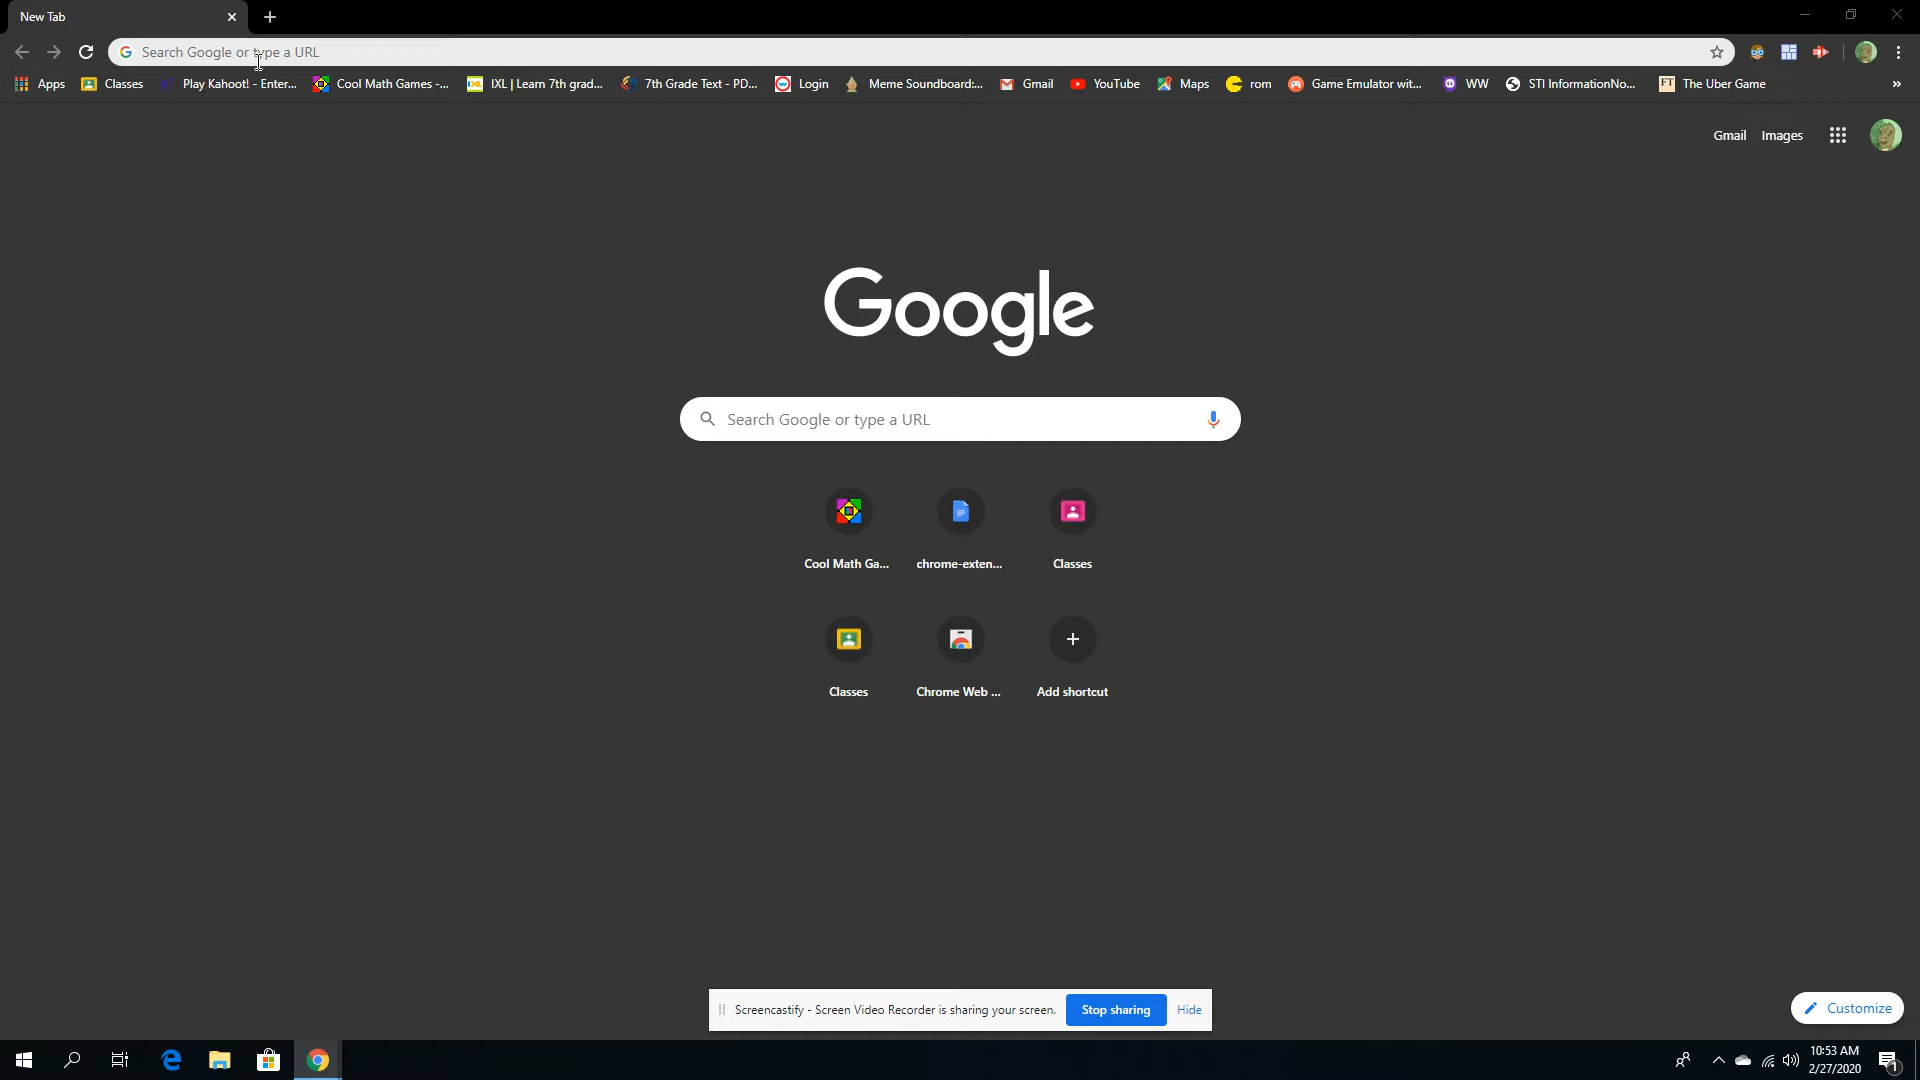 New Tab
Search Google or type a URL
Apps Classes Play Kahoot! - Enter... Cool Math Games -... IXL | Learn 7th grad... 7th Grade Text - PD... Login Meme Soundboard:... Gmail YouTube Maps rom Game Emulator wit... WW STI InformationNo... FT The Uber Game »
Gmail Images
Google
Search Google or type a URL
Cool Math Ga... chrome-exten... Classes
Classes Chrome Web ... Add shortcut
Screencastify - Screen Video Recorder is sharing your screen. Stop sharing Hide
Customize
10:53 AM
2/27/2020
1